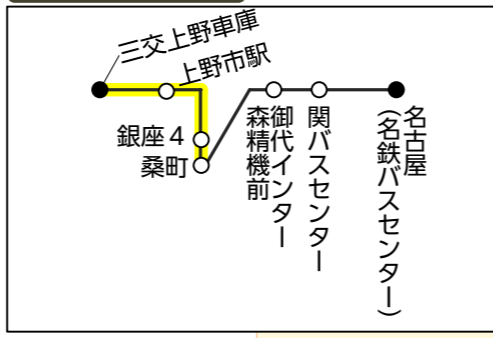 三交上野車庫
上野市駅
銀座４
桑町
御代インター
森精機前
関バスセンター
名古屋
（名鉄バスセンター）